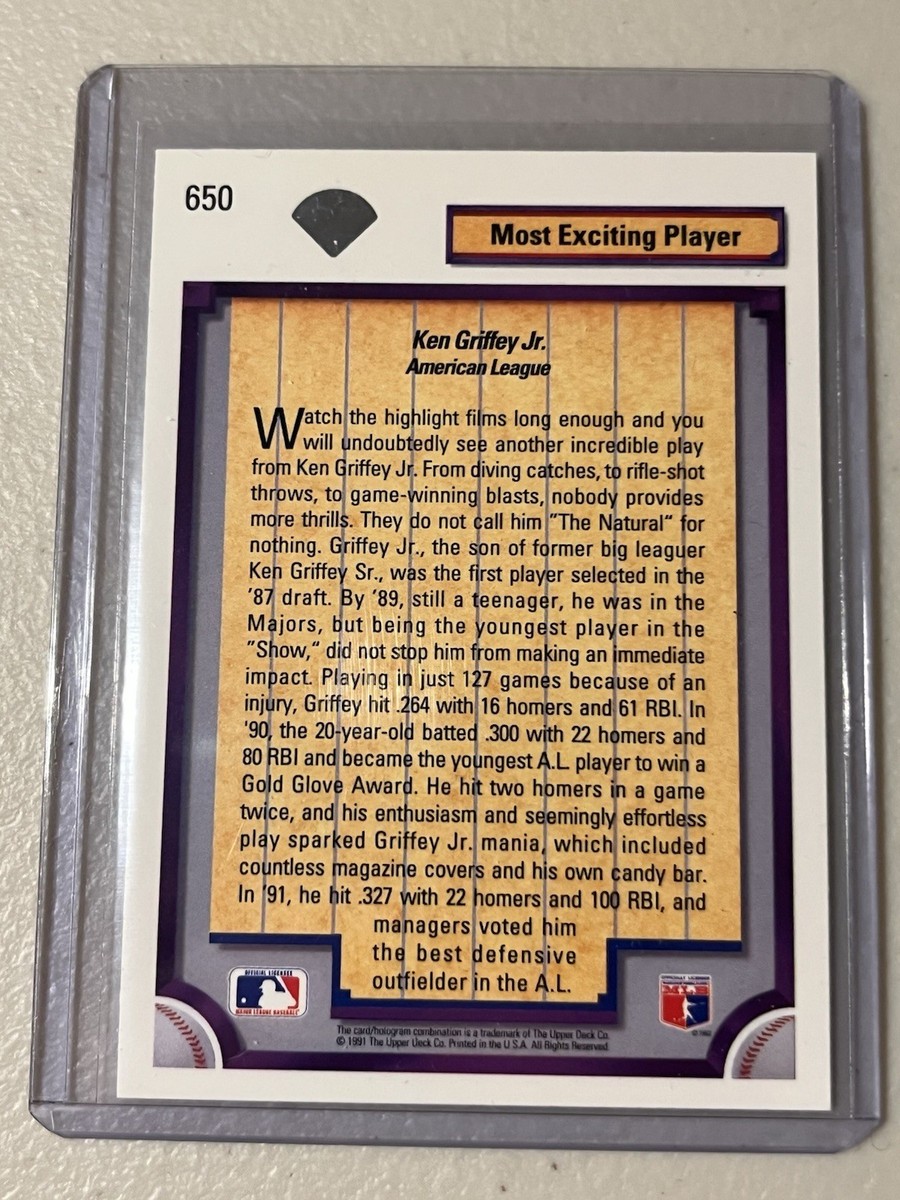 650
Most Exciting Player
Ken Griffey Jr.
American League
Watch the highlight films long enough and you
will undoubtedly see another incredible play
from Ken Griffey Jr. From diving catches, to rifle-shot
throws, to game-winning blasts, nobody provides
more thrills. They do not call him "The Natural" for
nothing. Griffey Jr., the son of former big leaguer
Ken Griffey Sr., was the first player selected in the
'87 draft. By '89, still a teenager, he was in the
Majors, but being the youngest player in the
"Show," did not stop him from making an immediate
impact. Playing in just 127 games because of an
injury, Griffey hit .264 with 16 homers and 61 RBI. In
'90, the 20-year-old batted .300 with 22 homers and
80 RBI and became the youngest A.L. player to win a
Gold Glove Award. He hit two homers in a game
twice, and his enthusiasm and seemingly effortless
play sparked Griffey Jr. mania, which included
countless magazine covers and his own candy bar.
In '91, he hit .327 with 22 homers and 100 RBI, and
managers voted him
the best defensive
outfielder in the A.L.
OFFICIAL LICENSEE
MAJOR LEAGUE BASEBALL
The card/hologram combination is a trademark of The Upper Deck Co.
© 1991 The Upper Deck Co. Printed in the U.S.A. All Rights Reserved.